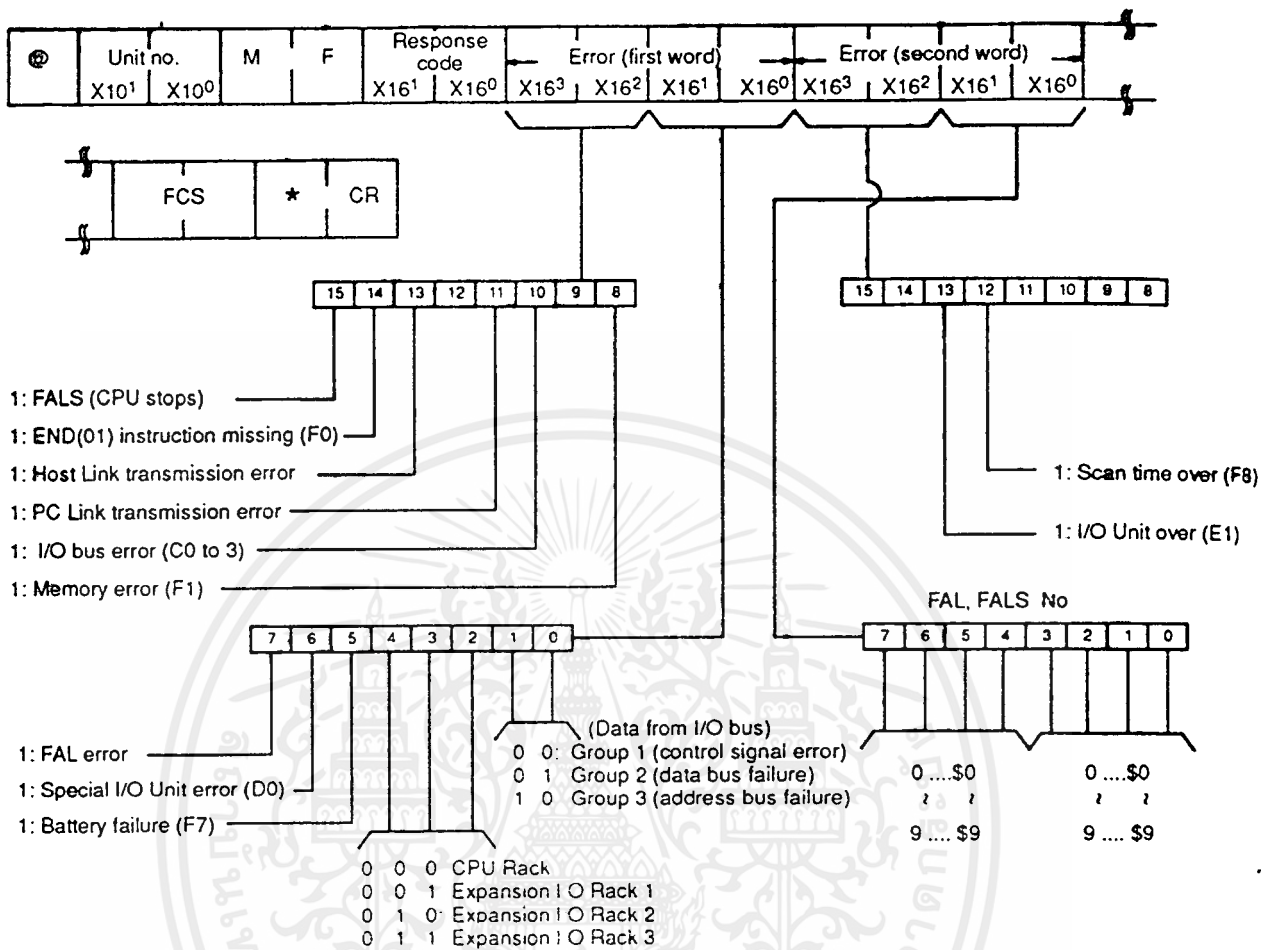 @ Unit no. M F Response code Error (first word) Error (second word)
X10¹ X10⁰ X16¹ X16⁰ X16³ X16² X16¹ X16⁰ X16³ X16² X16¹ X16⁰
FCS * CR
15 14 13 12 11 10 9 8
1: FALS (CPU stops)
1: END(01) instruction missing (F0)
1: Host Link transmission error
1: PC Link transmission error
1: I/O bus error (C0 to 3)
1: Memory error (F1)
15 14 13 12 11 10 9 8
1: Scan time over (F8)
1: I/O Unit over (E1)
7 6 5 4 3 2 1 0
1: FAL error
1: Special I/O Unit error (D0)
1: Battery failure (F7)
(Data from I/O bus)
0 0: Group 1 (control signal error)
0 1 Group 2 (data bus failure)
1 0 Group 3 (address bus failure)
0 0 0 CPU Rack
0 0 1 Expansion I O Rack 1
0 1 0 Expansion I O Rack 2
0 1 1 Expansion I O Rack 3
FAL, FALS No
7 6 5 4 3 2 1 0
0 ....$0 0 ....$0
~ ~ ~ ~
9 .... $9 9 .... $9